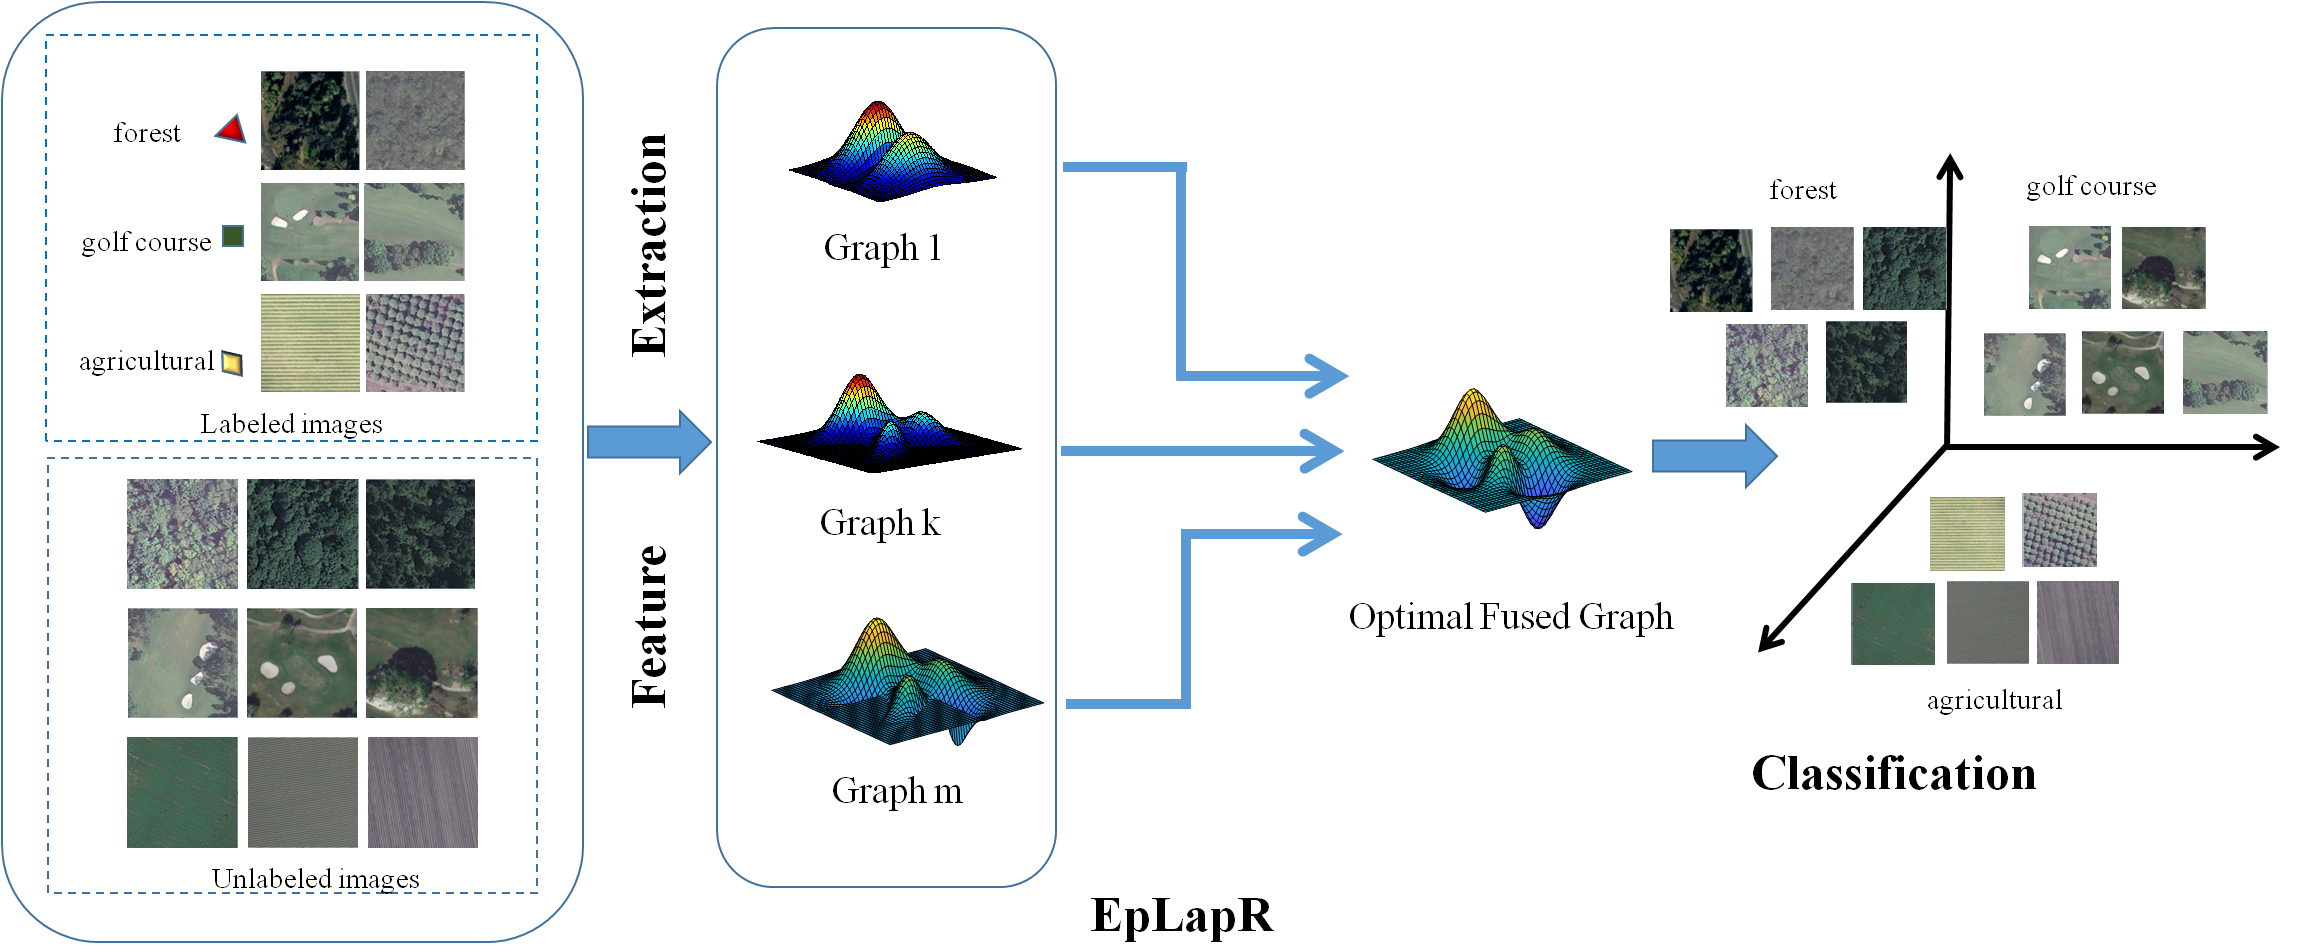 forest
golf course
agricultural
Labeled images
Unlabeled images
Feature Extraction
Graph 1
Graph k
Graph m
EpLapR
Optimal Fused Graph
forest
golf course
agricultural
Classification